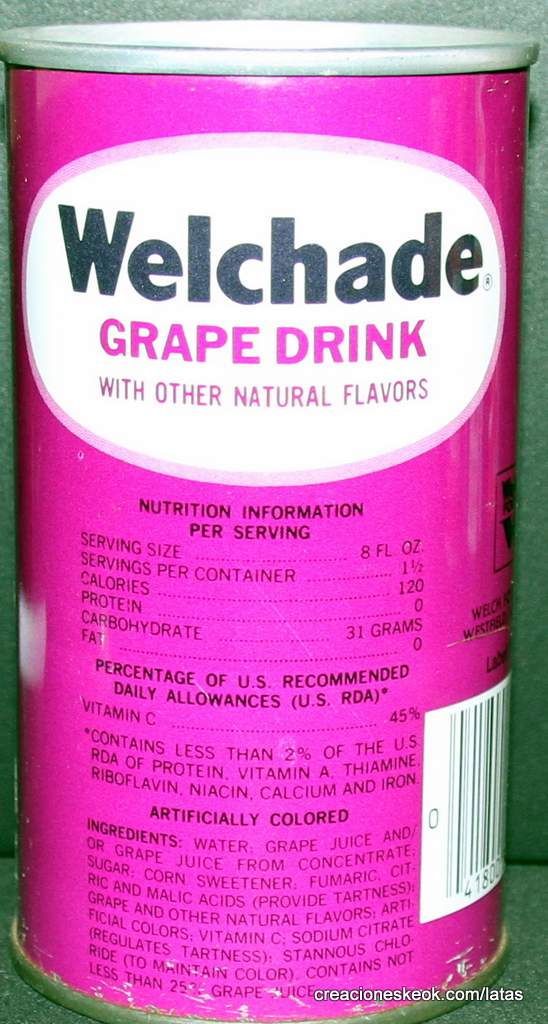 Welchade®
GRAPE DRINK
WITH OTHER NATURAL FLAVORS
NUTRITION INFORMATION
PER SERVING
SERVING SIZE ........ 8 FL. OZ.
SERVINGS PER CONTAINER ........ 1½
CALORIES ........ 120
PROTEIN ........ 0
CARBOHYDRATE ........ 31 GRAMS
FAT ........ 0
PERCENTAGE OF U.S. RECOMMENDED
DAILY ALLOWANCES (U.S. RDA)*
VITAMIN C ........ 45%
*CONTAINS LESS THAN 2% OF THE U.S.
RDA OF PROTEIN, VITAMIN A, THIAMINE,
RIBOFLAVIN, NIACIN, CALCIUM AND IRON.
ARTIFICIALLY COLORED
INGREDIENTS: WATER; GRAPE JUICE AND/
OR GRAPE JUICE FROM CONCENTRATE;
SUGAR; CORN SWEETENER; FUMARIC, CIT-
RIC AND MALIC ACIDS (PROVIDE TARTNESS);
GRAPE AND OTHER NATURAL FLAVORS; ARTI-
FICIAL COLORS; VITAMIN C; SODIUM CITRATE
(REGULATES TARTNESS); STANNOUS CHLO-
RIDE (TO MAINTAIN COLOR). CONTAINS NOT
LESS THAN 25% GRAPE JUICE
WELCH
Lab
0
41800
creacioneskeok.com/latas